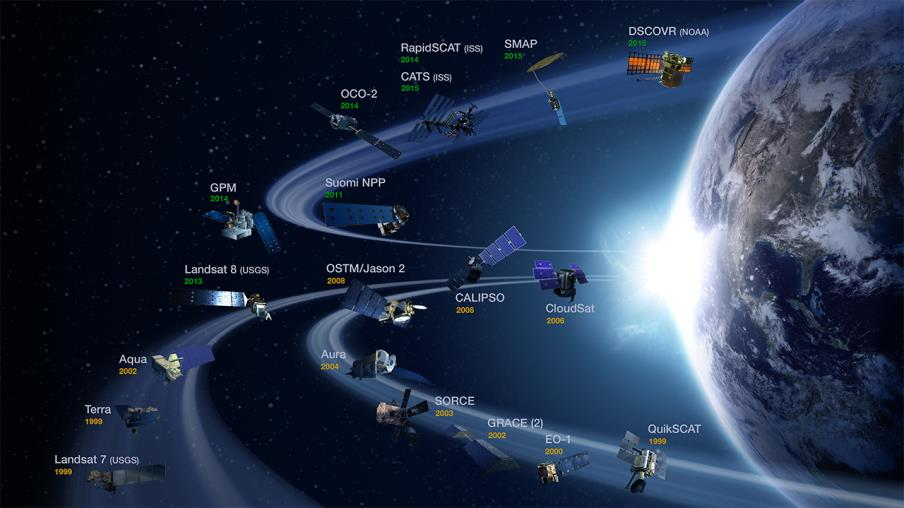 DSCOVR (NOAA)
2015
SMAP
2015
RapidSCAT (ISS)
2014
CATS (ISS)
2015
OCO-2
2014
Suomi NPP
2011
GPM
2014
Landsat 8 (USGS)
2013
OSTM/Jason 2
2008
CALIPSO
2006
CloudSat
2006
Aqua
2002
Aura
2004
Terra
1999
SORCE
2003
GRACE (2)
2002
EO-1
2000
QuikSCAT
1999
Landsat 7 (USGS)
1999